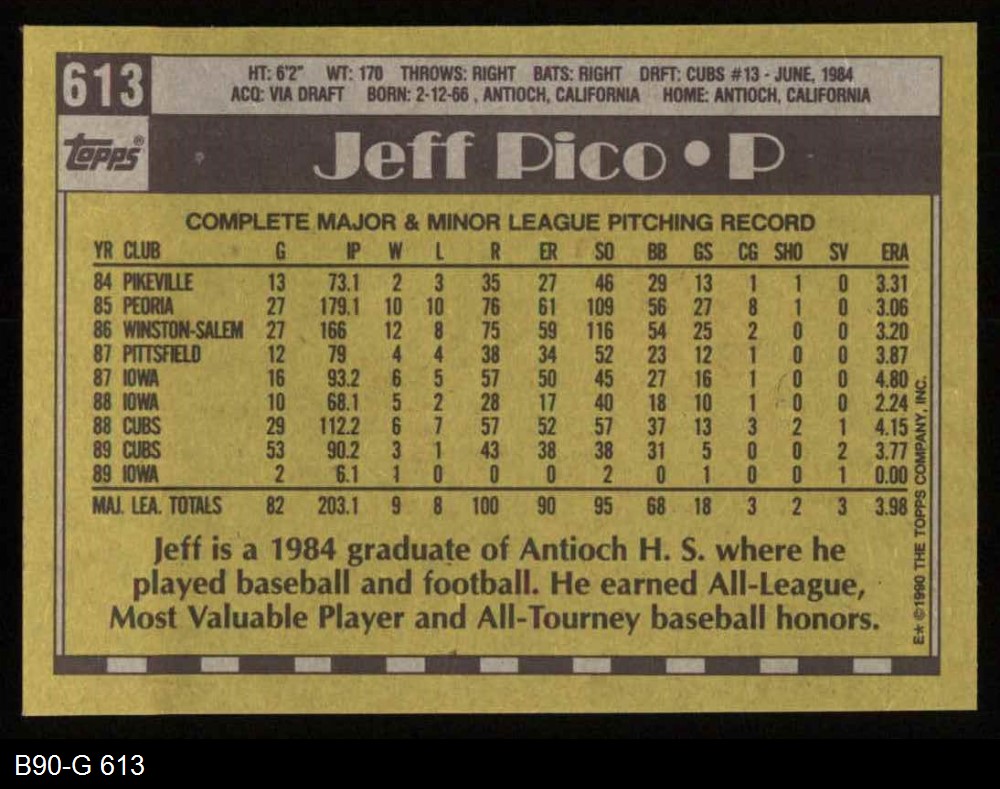 613
HT: 6'2" WT: 170 THROWS: RIGHT BATS: RIGHT DRFT: CUBS #13 - JUNE, 1984
ACQ: VIA DRAFT BORN: 2-12-66 , ANTIOCH, CALIFORNIA HOME: ANTIOCH, CALIFORNIA
Topps®
Jeff Pico • P
COMPLETE MAJOR & MINOR LEAGUE PITCHING RECORD
YR CLUB G IP W L R ER SO BB GS CG SHO SV ERA
84 PIKEVILLE 13 73.1 2 3 35 27 46 29 13 1 1 0 3.31
85 PEORIA 27 179.1 10 10 76 61 109 56 27 8 1 0 3.06
86 WINSTON-SALEM 27 166 12 8 75 59 116 54 25 2 0 0 3.20
87 PITTSFIELD 12 79 4 4 38 34 52 23 12 1 0 0 3.87
87 IOWA 16 93.2 6 5 57 50 45 27 16 1 0 0 4.80
88 IOWA 10 68.1 5 2 28 17 40 18 10 1 0 0 2.24
88 CUBS 29 112.2 6 7 57 52 57 37 13 3 2 1 4.15
89 CUBS 53 90.2 3 1 43 38 38 31 5 0 0 2 3.77
89 IOWA 2 6.1 1 0 0 0 2 0 1 0 0 1 0.00
MAJ. LEA. TOTALS 82 203.1 9 8 100 90 95 68 18 3 2 3 3.98
Jeff is a 1984 graduate of Antioch H. S. where he
played baseball and football. He earned All-League,
Most Valuable Player and All-Tourney baseball honors.
E* ©1990 THE TOPPS COMPANY, INC.
B90-G 613